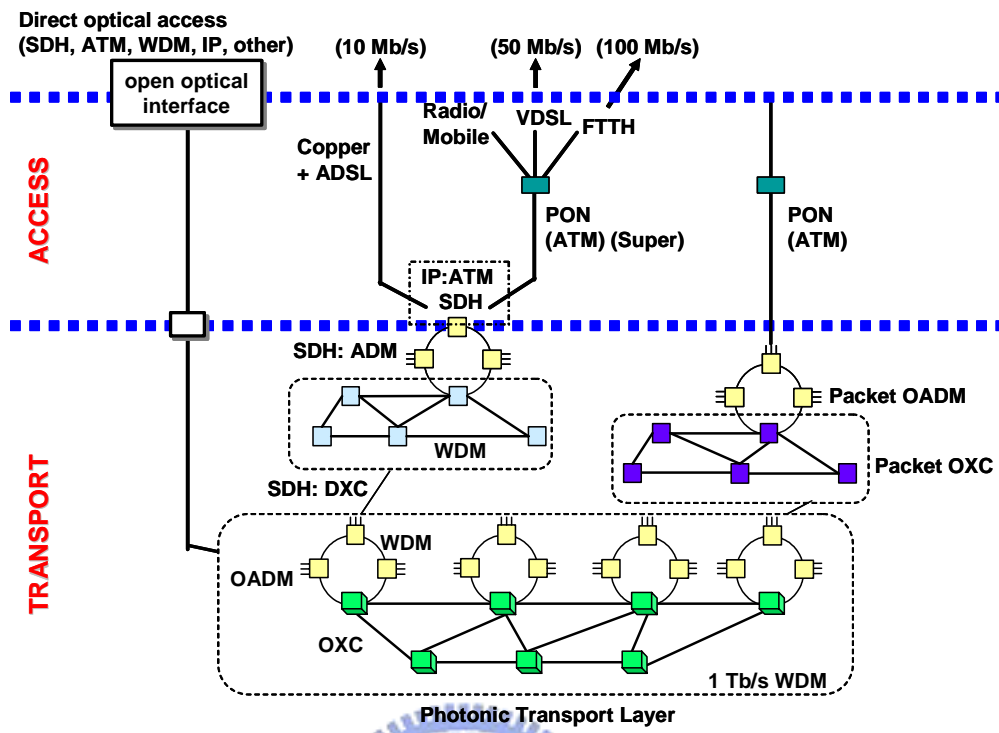 Direct optical access
(SDH, ATM, WDM, IP, other)
(10 Mb/s)
(50 Mb/s)
(100 Mb/s)
open optical
interface
Radio/
Mobile
VDSL
FTTH
Copper
+ ADSL
ACCESS
PON
(ATM) (Super)
PON
(ATM)
IP:ATM
SDH
SDH: ADM
Packet OADM
WDM
Packet OXC
SDH: DXC
TRANSPORT
WDM
OADM
OXC
1 Tb/s WDM
Photonic Transport Layer